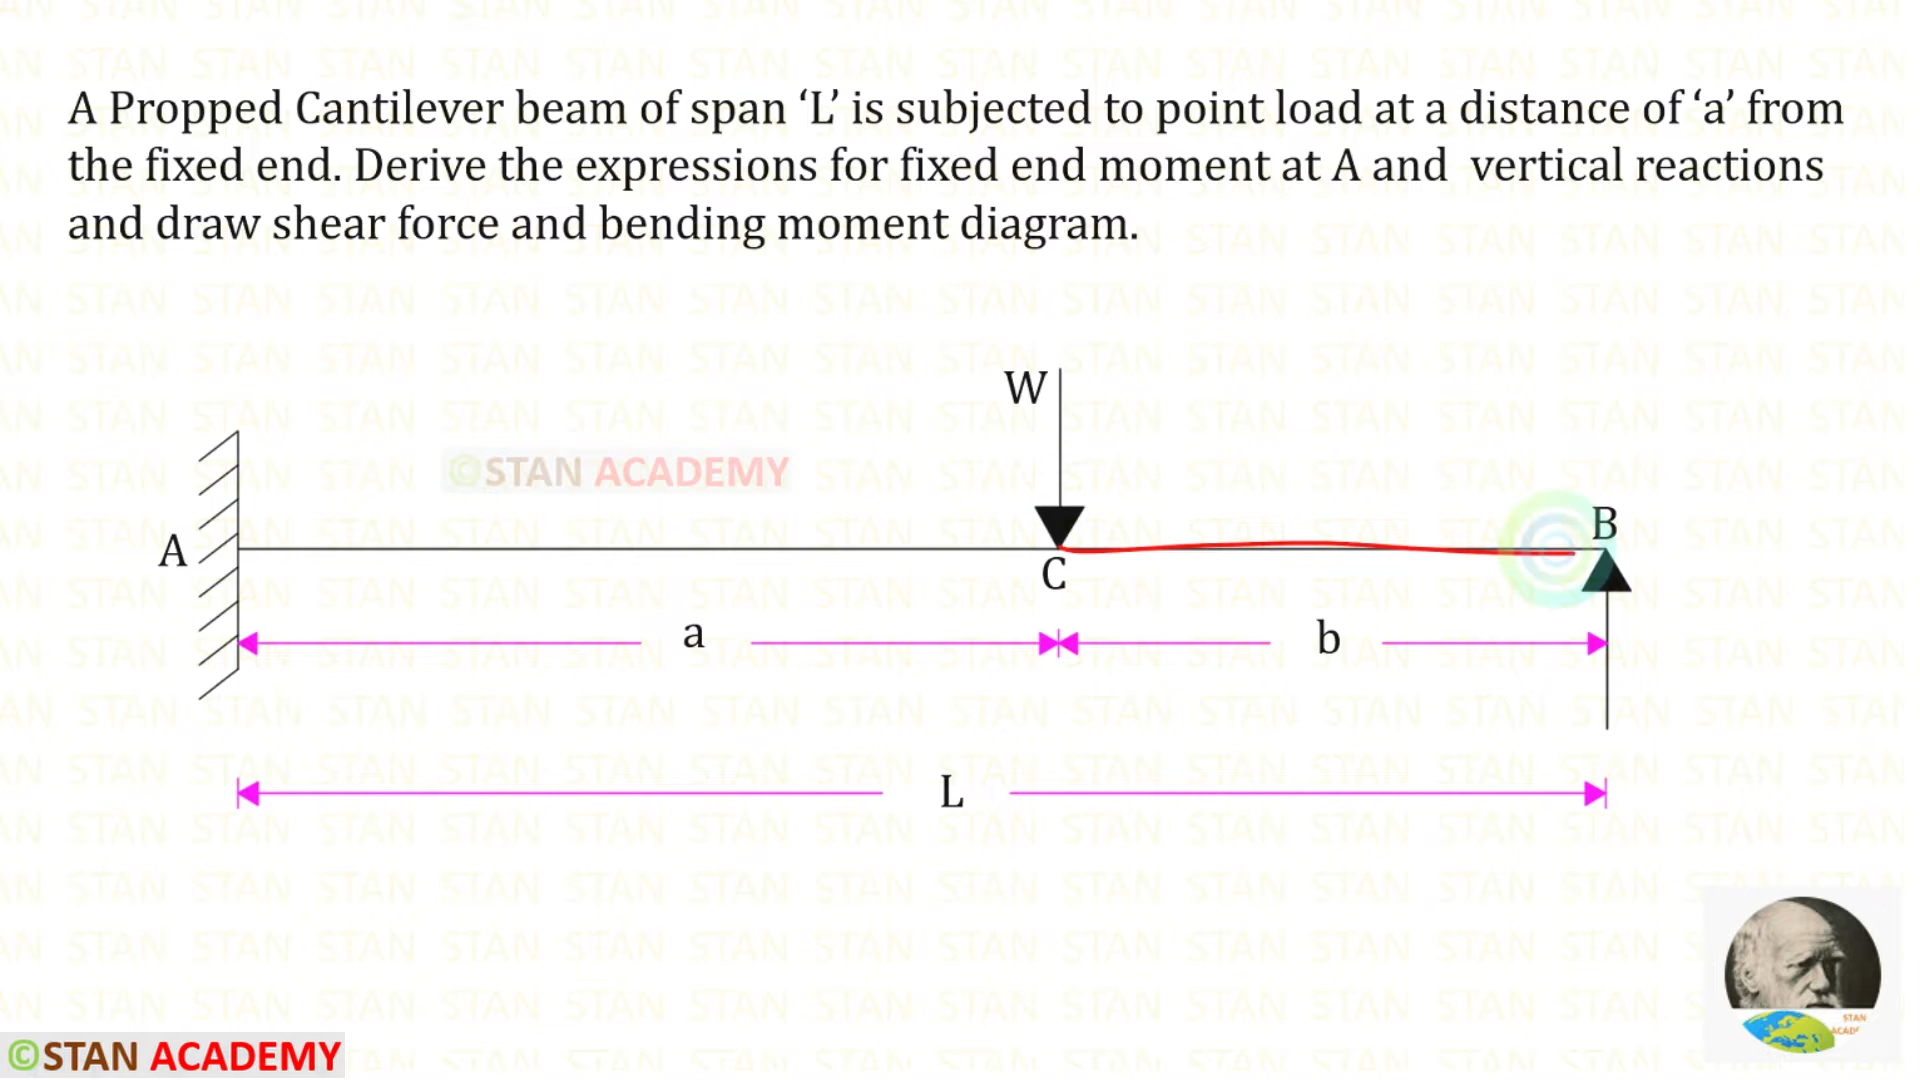 A Propped Cantilever beam of span ‘L’ is subjected to point load at a distance of ‘a’ from
the fixed end. Derive the expressions for fixed end moment at A and vertical reactions
and draw shear force and bending moment diagram.
W
©STAN ACADEMY
B
A
C
a
b
L
STAN
ACADY
©STAN ACADEMY